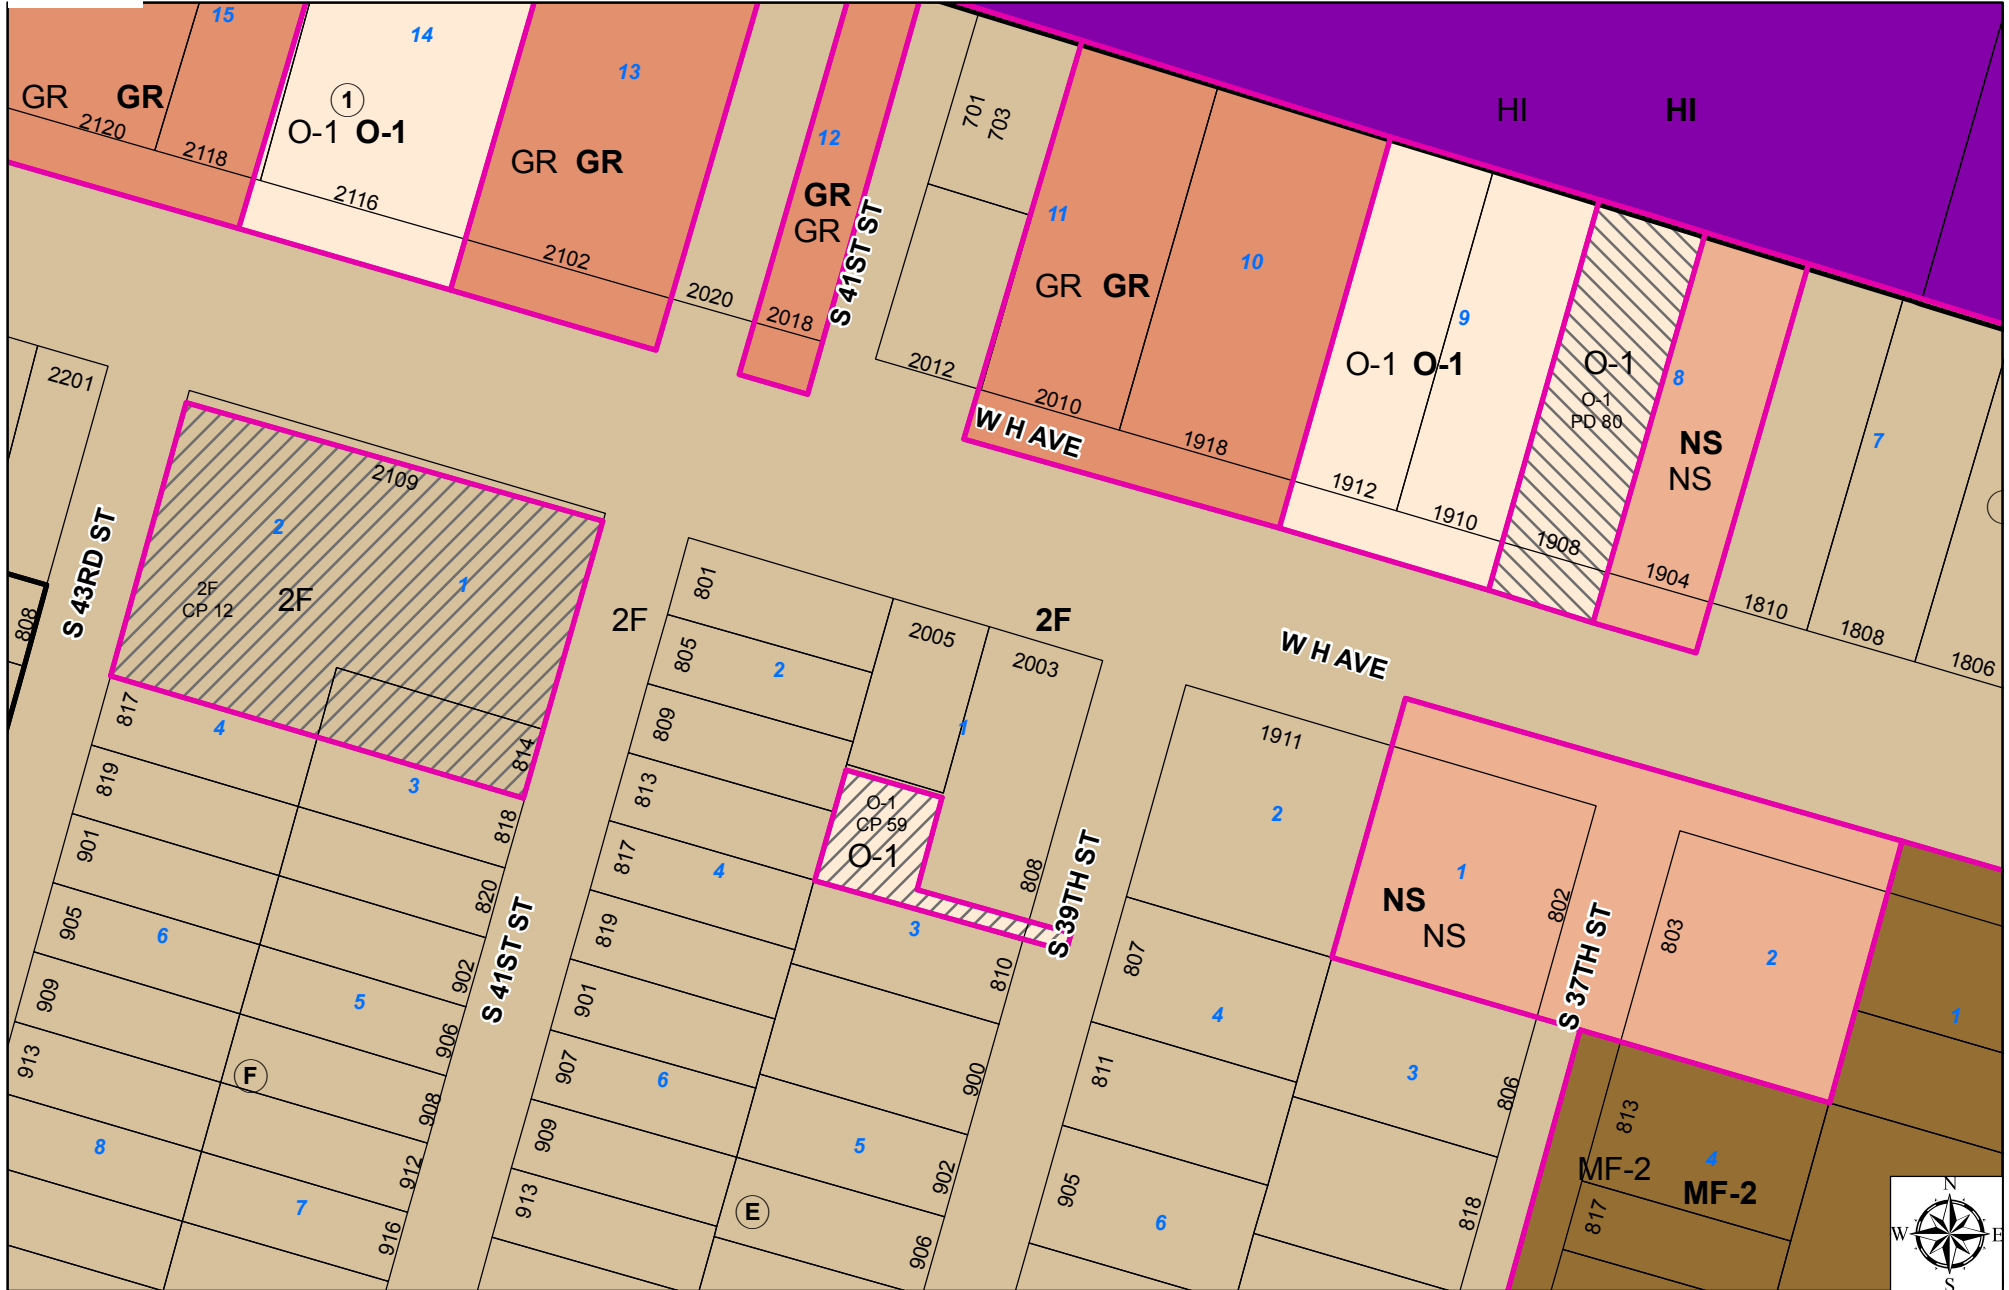 15
14
13
12
GR GR
2120
2118
1
O-1 O-1
2116
GR GR
2102
2020
GR
GR
2018
S 41ST ST
701
703
11
10
GR GR
2012
2010
1918
W H AVE
HI HI
9
O-1 O-1
1912
1910
O-1
O-1
PD 80
1908
8
NS
NS
1904
7
1810
1808
1806
2201
S 43RD ST
808
2109
2
1
2F
CP 12
2F
814
2F
2F
W H AVE
801
805
809
813
817
819
901
907
909
913
2
2005
2003
1
O-1
CP 59
O-1
808
S 39TH ST
4
3
810
900
902
906
6
5
E
817
819
901
905
909
913
4
3
818
820
902
906
908
912
916
6
5
F
8
7
S 41ST ST
1911
2
1
NS
NS
802
803
2
S 37TH ST
1
807
811
905
4
3
806
818
6
813
817
4
MF-2
MF-2
N
W E
S